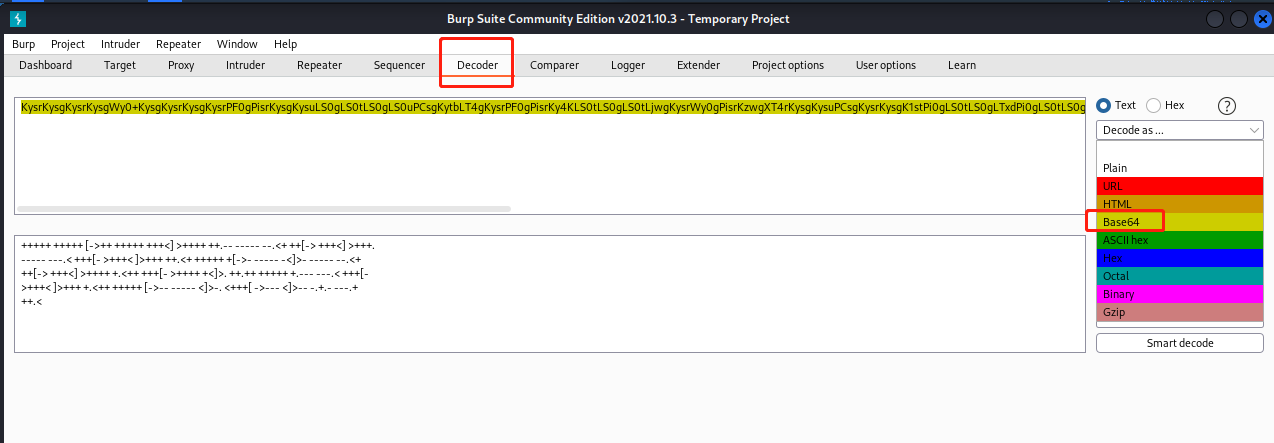 Burp Suite Community Edition v2021.10.3 - Temporary Project
Burp Project Intruder Repeater Window Help
Dashboard Target Proxy Intruder Repeater Sequencer Decoder Comparer Logger Extender Project options User options Learn
KysrKysgKysrKysgWy0+KysgKysrKysgKysrPF0gPisrKysgKysuLS0gLS0tLS0gLS0uPCsgKytbLT4gKysrPF0gPisrKy4KLS0tLS0gLS0tLjwgKysrWy0gPisrKzwgXT4rKysgKysuPCsgKysrKysgK1stPi0gLS0tLS0gLTxdPi0gLS0tLS0g
Text Hex ?
Decode as ...
Plain
URL
HTML
Base64
ASCII hex
Hex
Octal
Binary
Gzip
Smart decode
+++++ +++++ [->++ +++++ +++<] >++++ ++.-- ----- --.<+ ++[-> +++<] >+++.
----- ---.< +++[- >+++< ]>+++ ++.<+ +++++ +[->- ----- -<]>- ----- --.<+
++[-> +++<] >++++ +.<++ +++[- >++++ +<]>. ++.++ +++++ +.--- ---.< +++[-
>+++< ]>+++ +.<++ +++++ [->-- ----- <]>-. <+++[ ->--- <]>-- -.+.- ---.+
++.<